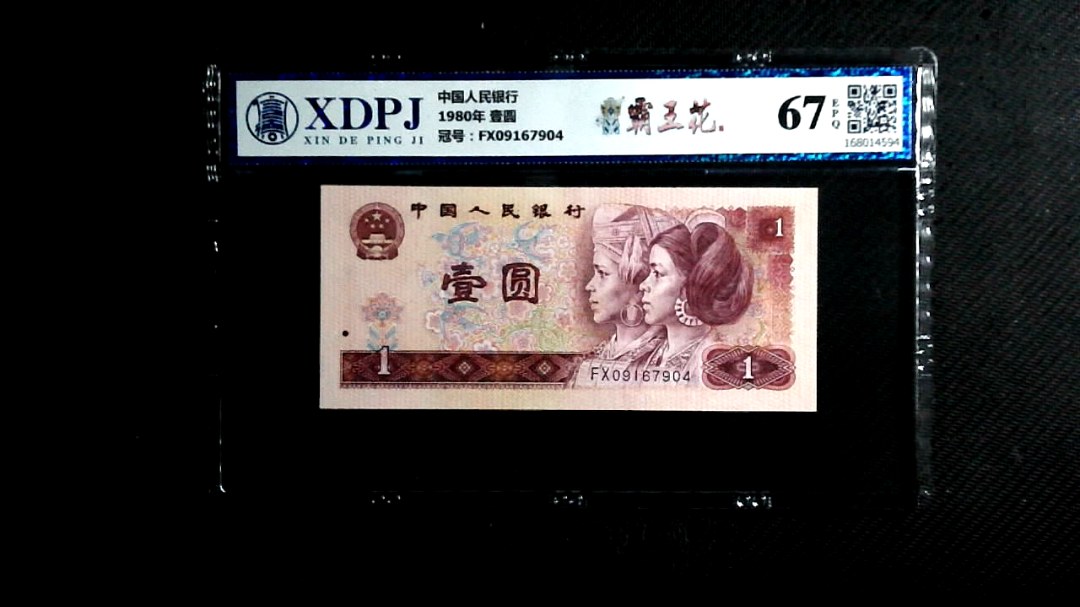 XDPJ
XIN DE PING JI
中国人民银行
1980年 壹圆
冠号：FX09167904
霸王花.
67
EPQ
168014594
中国人民银行
1
壹圆
1
FX09167904
1